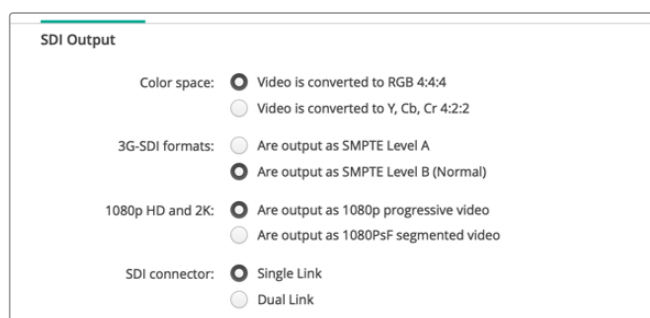 SDI Output
Color space: Video is converted to RGB 4:4:4
Video is converted to Y, Cb, Cr 4:2:2
3G-SDI formats: Are output as SMPTE Level A
Are output as SMPTE Level B (Normal)
1080p HD and 2K: Are output as 1080p progressive video
Are output as 1080PsF segmented video
SDI connector: Single Link
Dual Link